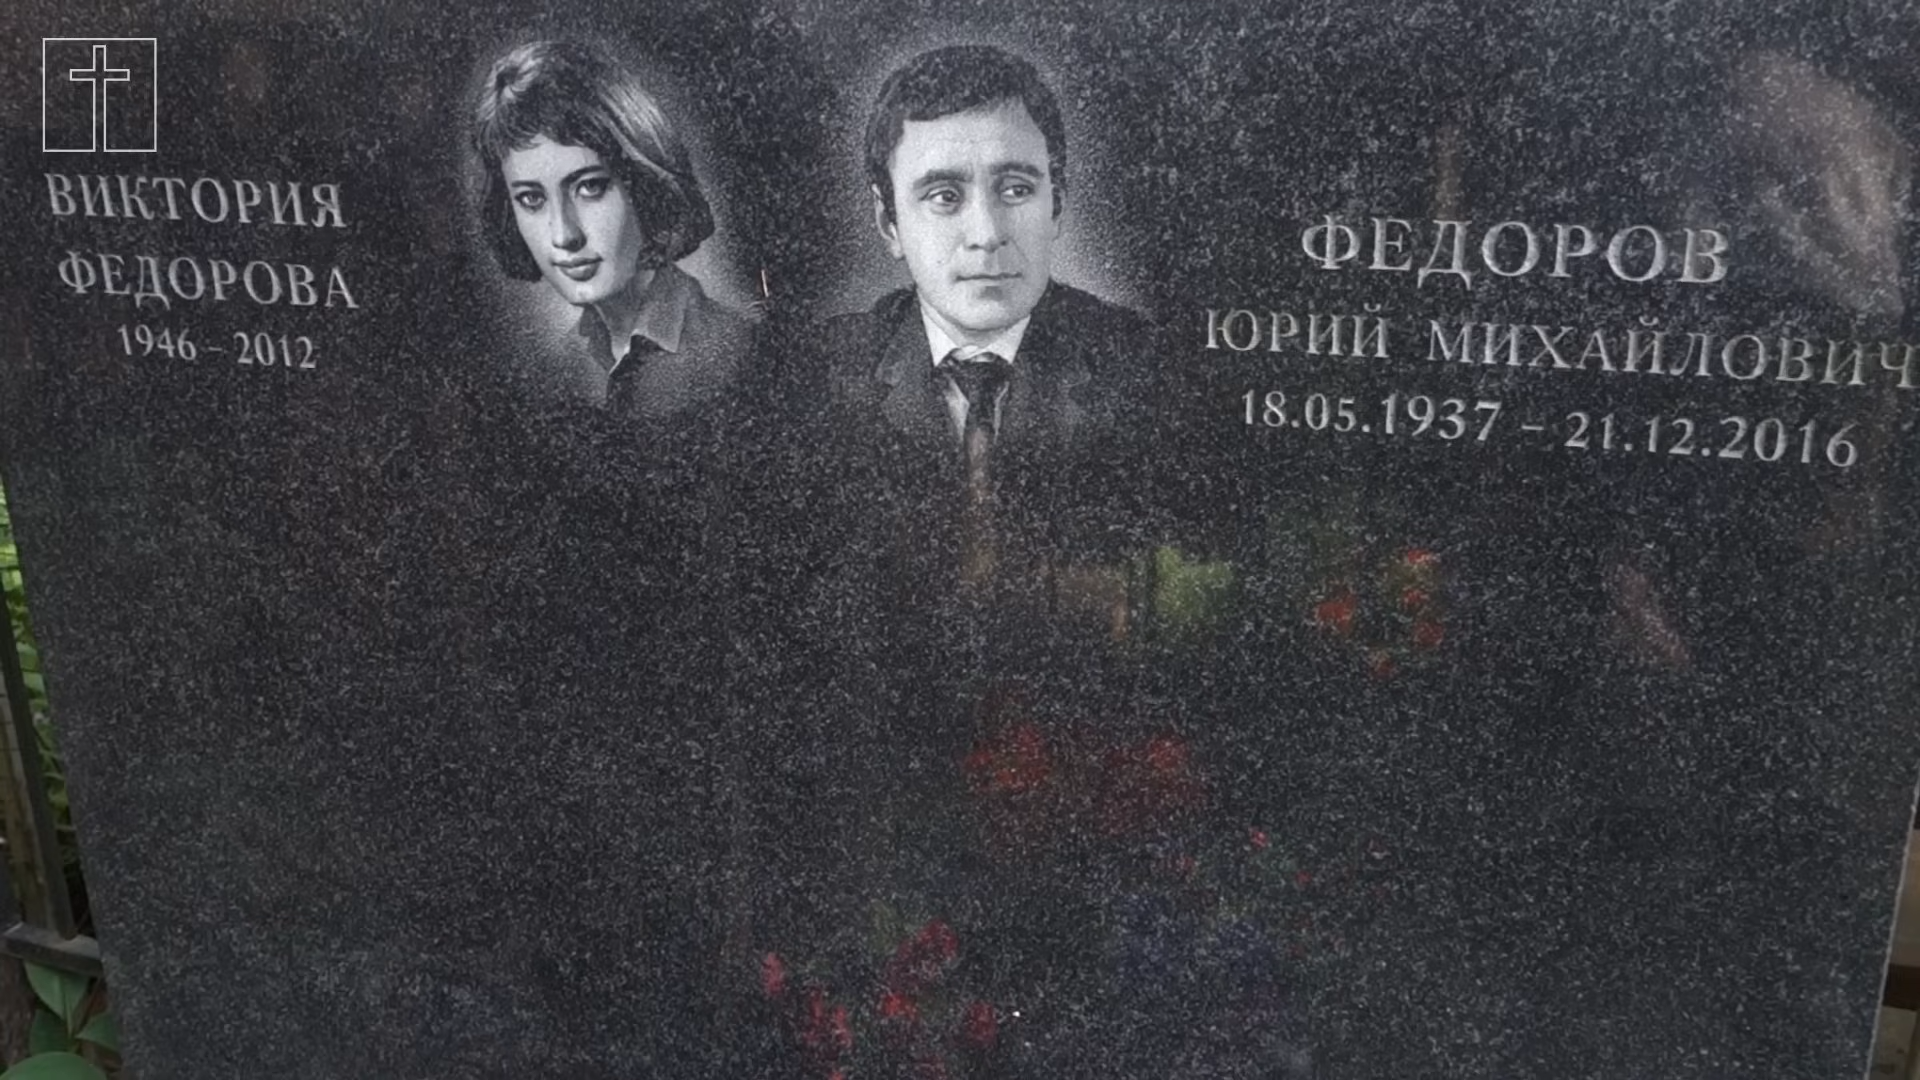 ВИКТОРИЯ
ФЕДОРОВА
1946 – 2012
ФЕДОРОВ
ЮРИЙ МИХАЙЛОВИЧ
18.05.1937 – 21.12.2016